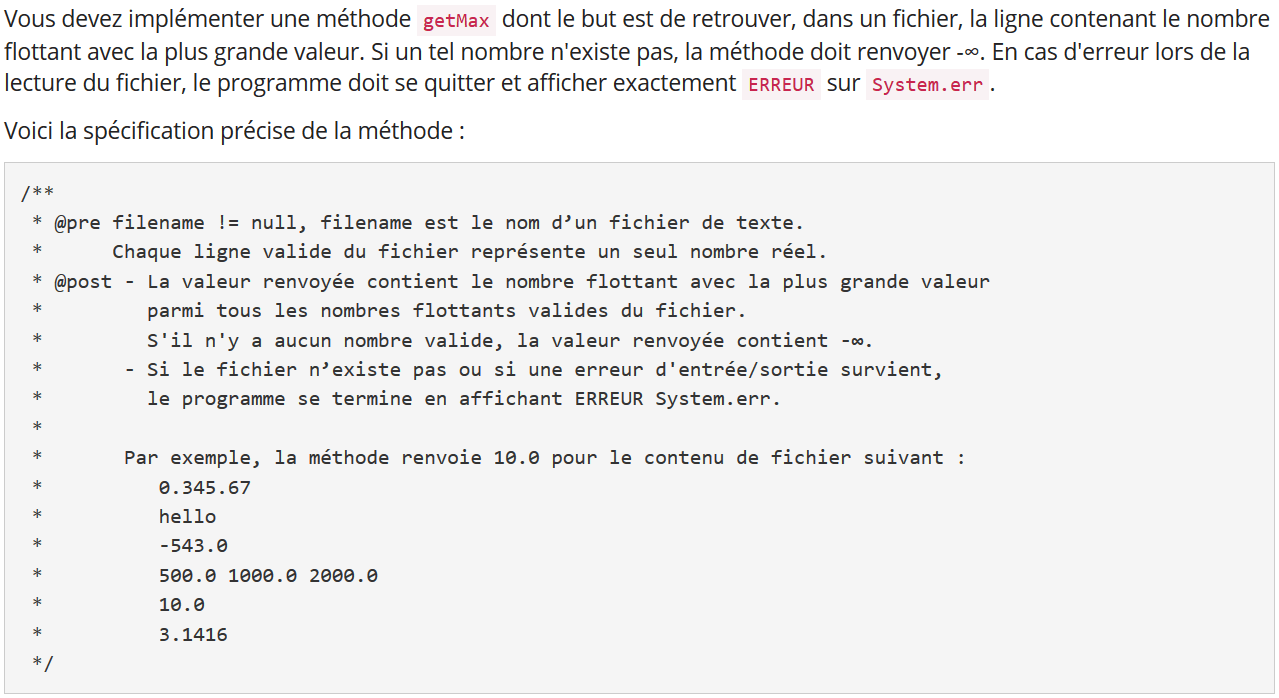 Vous devez implémenter une méthode getMax dont le but est de retrouver, dans un fichier, la ligne contenant le nombre
flottant avec la plus grande valeur. Si un tel nombre n'existe pas, la méthode doit renvoyer -∞. En cas d'erreur lors de la
lecture du fichier, le programme doit se quitter et afficher exactement ERREUR sur System.err.
Voici la spécification précise de la méthode :
/**
 * @pre filename != null, filename est le nom d’un fichier de texte.
 *      Chaque ligne valide du fichier représente un seul nombre réel.
 * @post - La valeur renvoyée contient le nombre flottant avec la plus grande valeur
 *         parmi tous les nombres flottants valides du fichier.
 *         S'il n'y a aucun nombre valide, la valeur renvoyée contient -∞.
 *       - Si le fichier n’existe pas ou si une erreur d'entrée/sortie survient,
 *         le programme se termine en affichant ERREUR System.err.
 *
 *       Par exemple, la méthode renvoie 10.0 pour le contenu de fichier suivant :
 *          0.345.67
 *          hello
 *          -543.0
 *          500.0 1000.0 2000.0
 *          10.0
 *          3.1416
 */